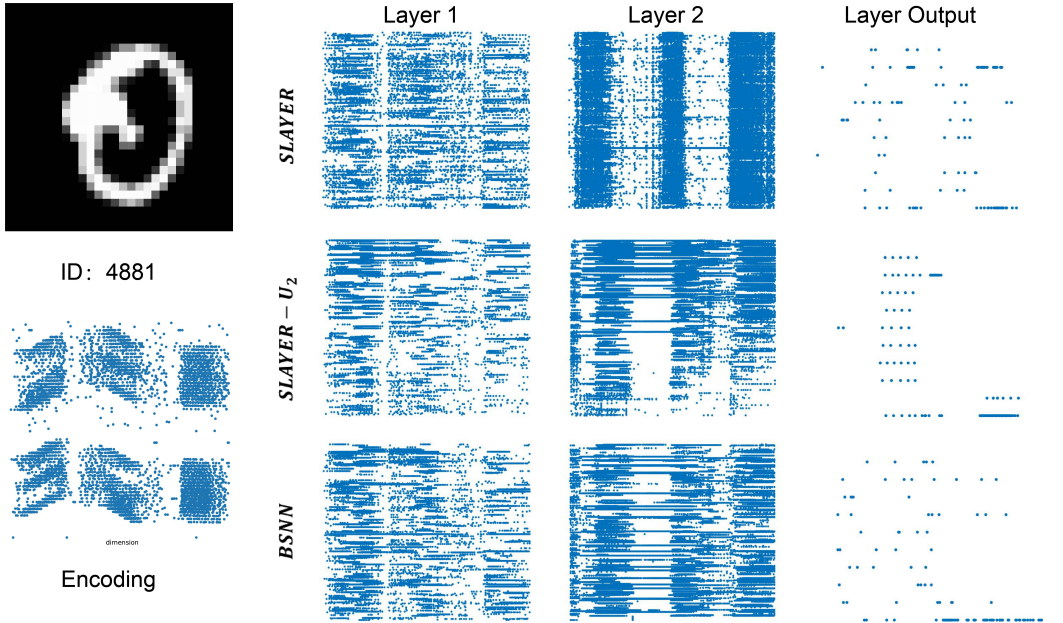 Layer 1
Layer 2
Layer Output
SLAYER
ID: 4881
SLAYER − U₂
BSNN
dimension
Encoding